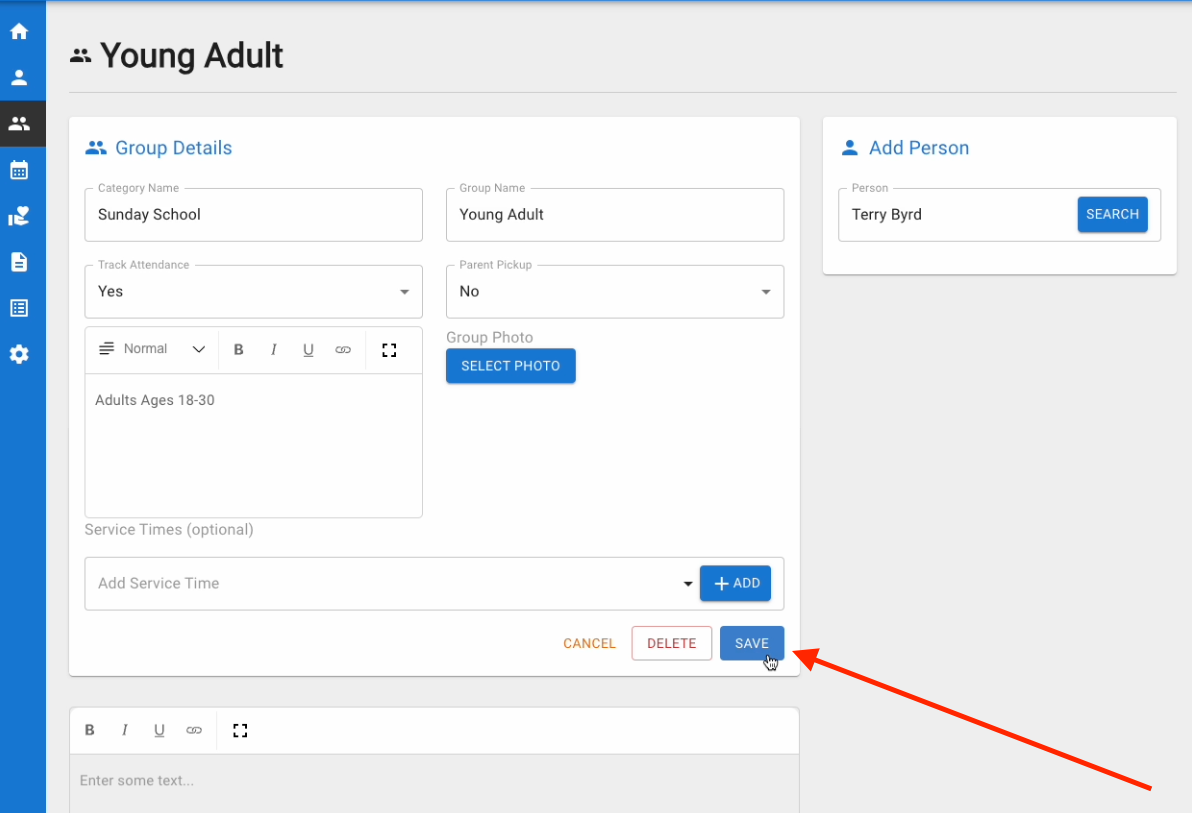 Young Adult
Group Details
Category Name
Sunday School
Group Name
Young Adult
Track Attendance
Yes
Parent Pickup
No
Normal
B I U
Adults Ages 18-30
Group Photo
SELECT PHOTO
Service Times (optional)
Add Service Time
ADD
CANCEL DELETE SAVE
B I U
Enter some text...
Add Person
Person
Terry Byrd
SEARCH